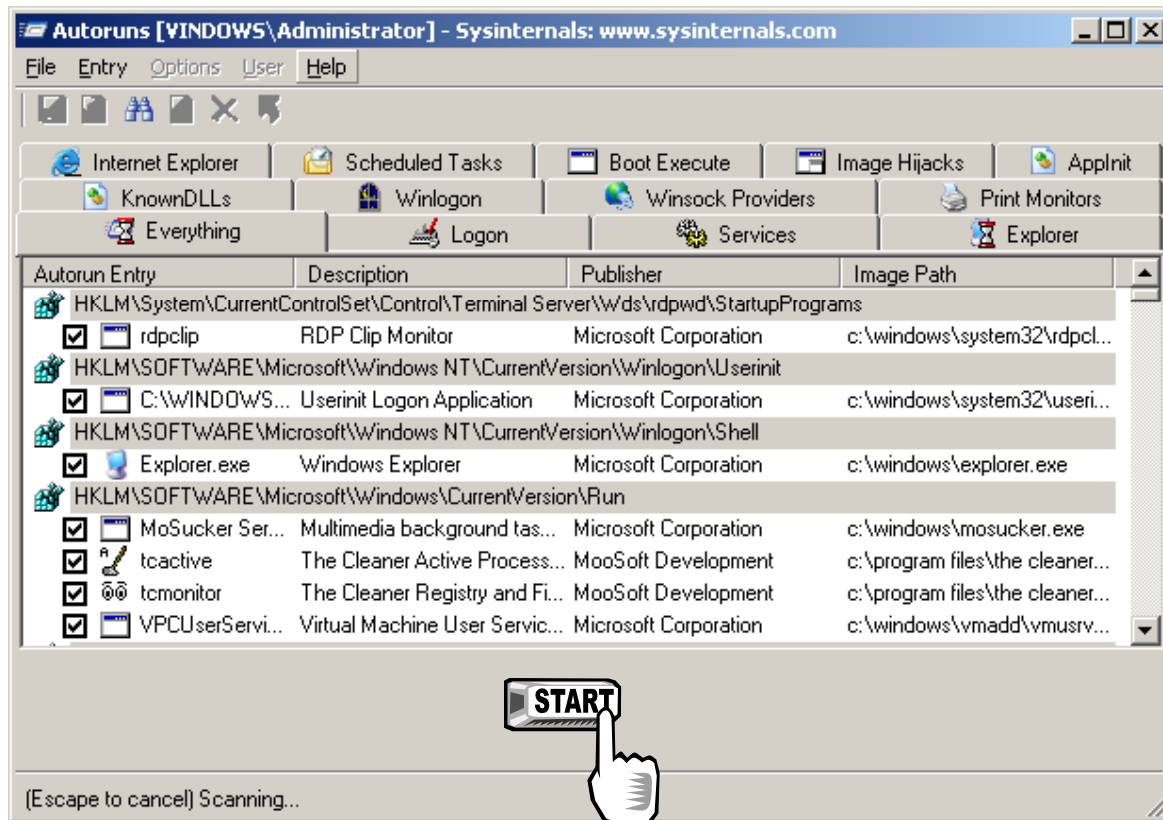 Autoruns [VINDOWS\Administrator] - Sysinternals: www.sysinternals.com
File Entry Options User Help
Internet Explorer Scheduled Tasks Boot Execute Image Hijacks AppInit
KnownDLLs Winlogon Winsock Providers Print Monitors
Everything Logon Services Explorer
Autorun Entry Description Publisher Image Path
HKLM\System\CurrentControlSet\Control\Terminal Server\Wds\rdpwd\StartupPrograms
rdpclip RDP Clip Monitor Microsoft Corporation c:\windows\system32\rdpcl...
HKLM\SOFTWARE\Microsoft\Windows NT\CurrentVersion\Winlogon\Userinit
C:\WINDOWS... Userinit Logon Application Microsoft Corporation c:\windows\system32\useri...
HKLM\SOFTWARE\Microsoft\Windows NT\CurrentVersion\Winlogon\Shell
Explorer.exe Windows Explorer Microsoft Corporation c:\windows\explorer.exe
HKLM\SOFTWARE\Microsoft\Windows\CurrentVersion\Run
MoSucker Ser... Multimedia background tas... Microsoft Corporation c:\windows\mosucker.exe
tcactive The Cleaner Active Process... MooSoft Development c:\program files\the cleaner...
tcmonitor The Cleaner Registry and Fi... MooSoft Development c:\program files\the cleaner...
VPCUserServi... Virtual Machine User Servic... Microsoft Corporation c:\windows\vmadd\vmusrv...
START
(Escape to cancel) Scanning...